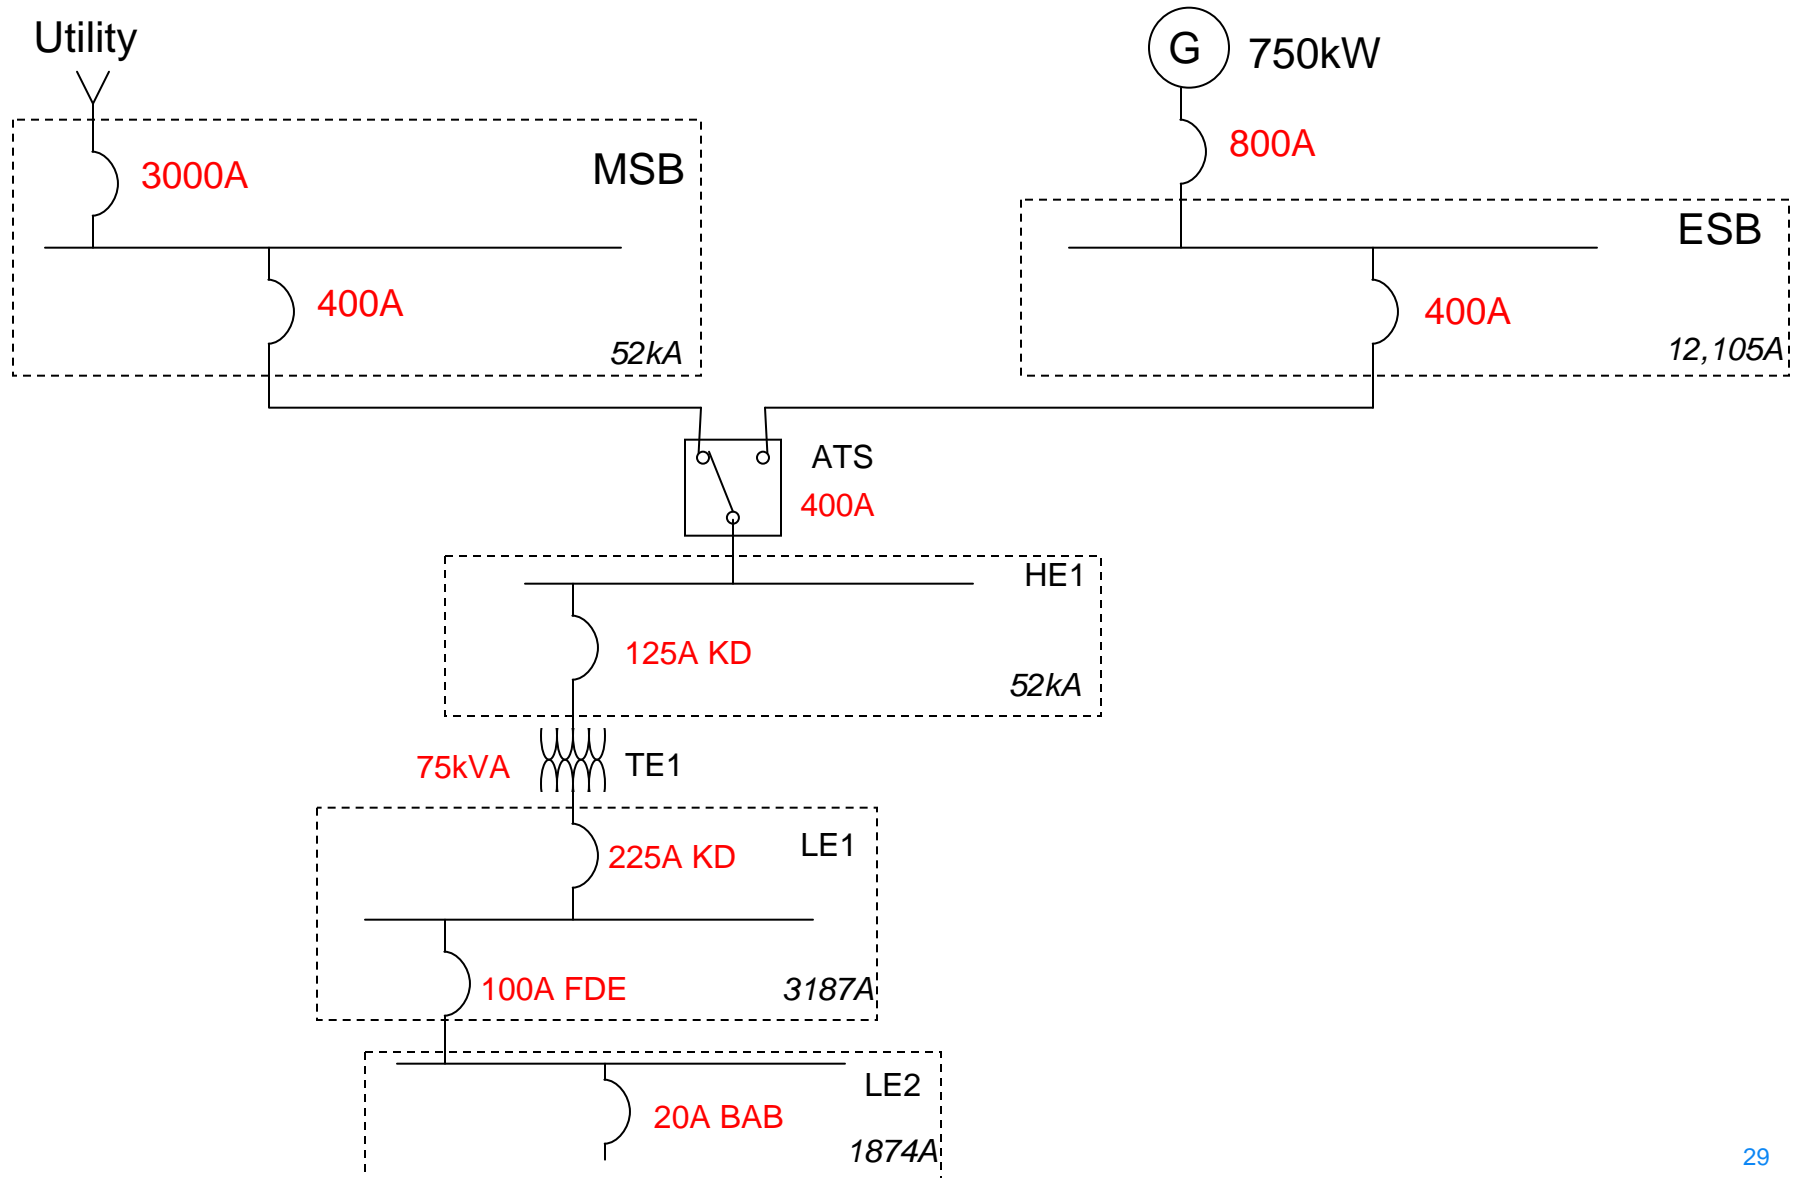 Utility
G
750kW
3000A
MSB
800A
ESB
400A
52kA
400A
12,105A
ATS
400A
HE1
125A KD
52kA
75kVA
TE1
225A KD
LE1
100A FDE
3187A
LE2
20A BAB
1874A
29